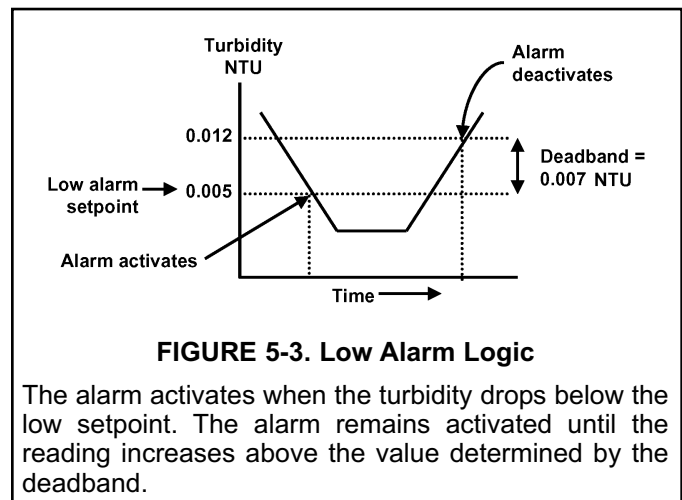 Turbidity
NTU
Alarm
deactivates
0.012
Deadband =
0.007 NTU
Low alarm
setpoint
0.005
Alarm activates
Time
FIGURE 5-3. Low Alarm Logic
The alarm activates when the turbidity drops below the
low setpoint. The alarm remains activated until the
reading increases above the value determined by the
deadband.